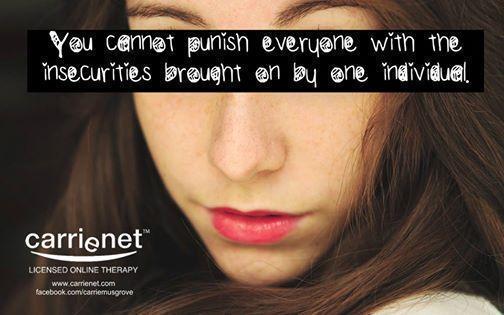 You cannot punish everyone with the
insecurities brought on by one individual.
carrienet™
LICENSED ONLINE THERAPY
www.carrienet.com
facebook.com/carriemusgrove